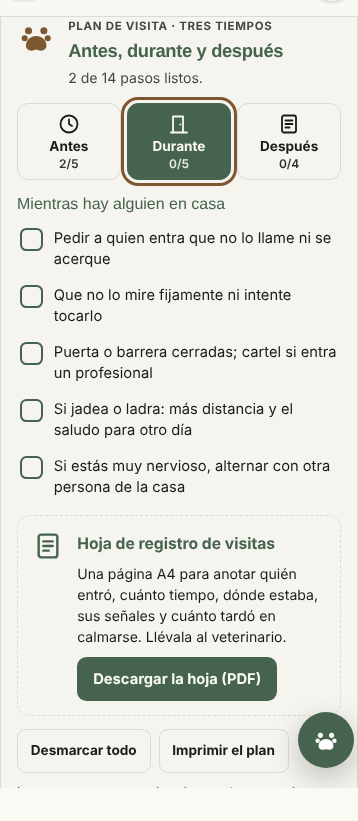 PLAN DE VISITA · TRES TIEMPOS
Antes, durante y después
2 de 14 pasos listos.
Antes
2/5
Durante
0/5
Después
0/4
Mientras hay alguien en casa
Pedir a quien entra que no lo llame ni se
acerque
Que no lo mire fijamente ni intente
tocarlo
Puerta o barrera cerradas; cartel si entra
un profesional
Si jadea o ladra: más distancia y el
saludo para otro día
Si estás muy nervioso, alternar con otra
persona de la casa
Hoja de registro de visitas
Una página A4 para anotar quién
entró, cuánto tiempo, dónde estaba,
sus señales y cuánto tardó en
calmarse. Llévala al veterinario.
Descargar la hoja (PDF)
Desmarcar todo
Imprimir el plan